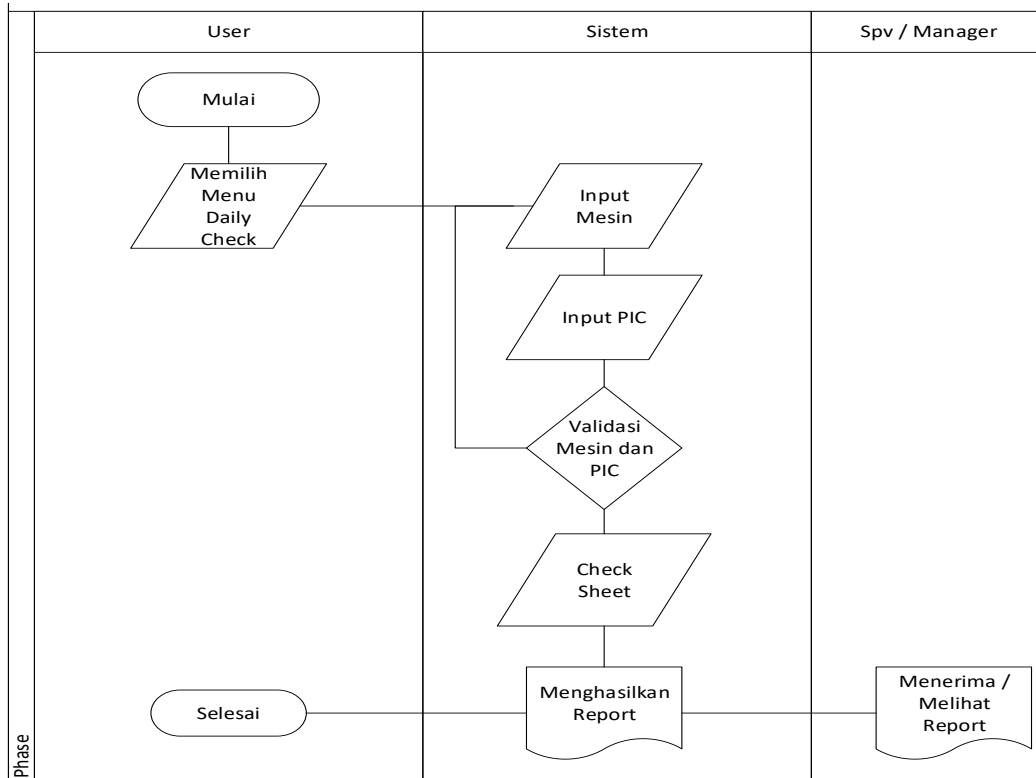 User
Sistem
Spv / Manager
Mulai
Memilih
Menu
Daily
Check
Input
Mesin
Input PIC
Validasi
Mesin dan
PIC
Check
Sheet
Selesai
Menghasilkan
Report
Menerima /
Melihat
Report
Phase